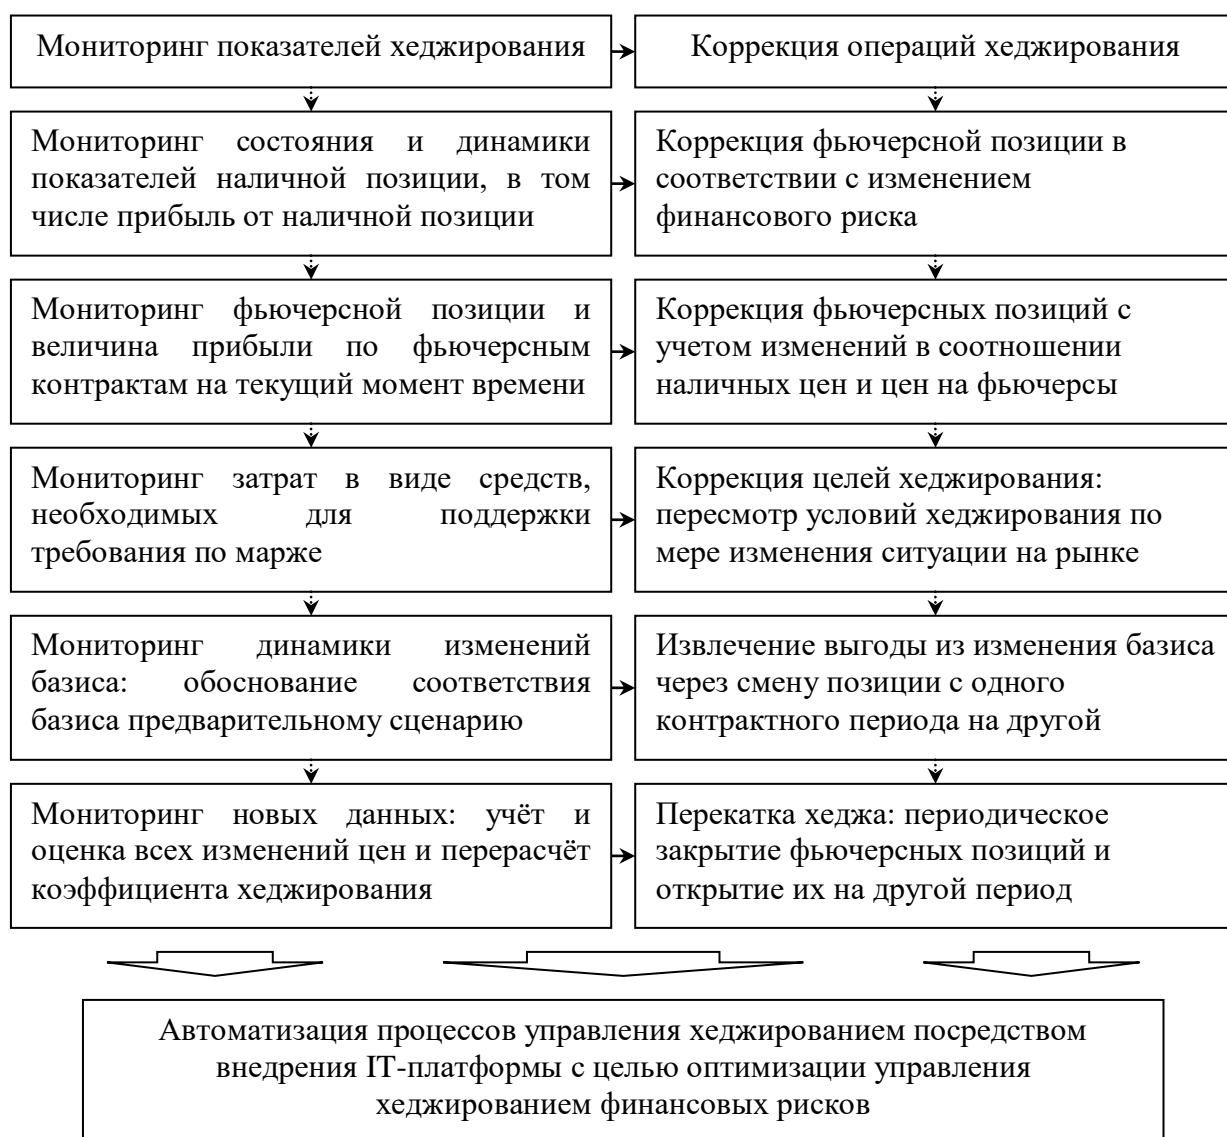 Мониторинг показателей хеджирования
Коррекция операций хеджирования
Мониторинг состояния и динамики
показателей наличной позиции, в том
числе прибыль от наличной позиции
Коррекция фьючерсной позиции в
соответствии с изменением
финансового риска
Мониторинг фьючерсной позиции и
величина прибыли по фьючерсным
контрактам на текущий момент времени
Коррекция фьючерсных позиций с
учетом изменений в соотношении
наличных цен и цен на фьючерсы
Мониторинг затрат в виде средств,
необходимых для поддержки
требования по марже
Коррекция целей хеджирования:
пересмотр условий хеджирования по
мере изменения ситуации на рынке
Мониторинг динамики изменений
базиса: обоснование соответствия
базиса предварительному сценарию
Извлечение выгоды из изменения базиса
через смену позиции с одного
контрактного периода на другой
Мониторинг новых данных: учёт и
оценка всех изменений цен и перерасчёт
коэффициента хеджирования
Перекатка хеджа: периодическое
закрытие фьючерсных позиций и
открытие их на другой период
Автоматизация процессов управления хеджированием посредством
внедрения IT-платформы с целью оптимизации управления
хеджированием финансовых рисков